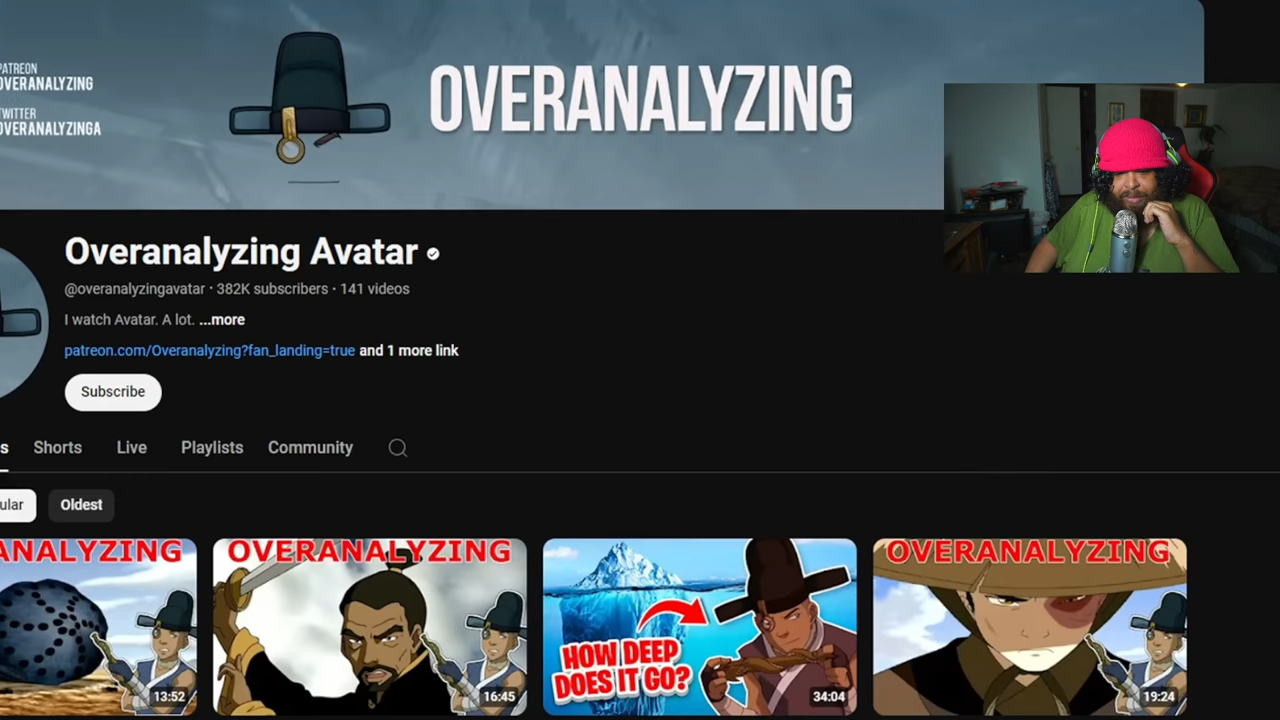 PATREON
OVERANALYZING
TWITTER
OVERANALYZINGA
OVERANALYZING
Overanalyzing Avatar
@overanalyzingavatar · 382K subscribers · 141 videos
I watch Avatar. A lot. ...more
patreon.com/Overanalyzing?fan_landing=true and 1 more link
Subscribe
s Shorts Live Playlists Community
ular Oldest
ANALYZING
13:52
OVERANALYZING
16:45
HOW DEEP
DOES IT GO?
34:04
OVERANALYZING
19:24